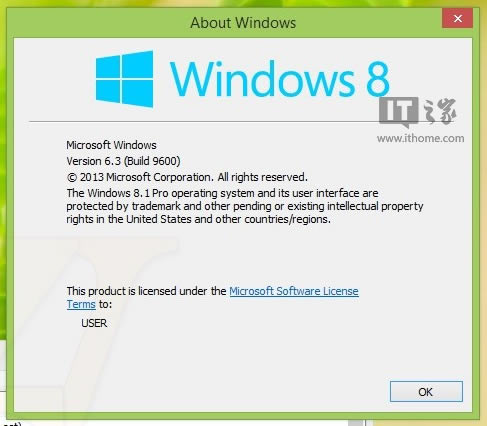 About Windows
Windows 8
IT之家
www.ithome.com
Microsoft Windows
Version 6.3 (Build 9600)
© 2013 Microsoft Corporation. All rights reserved.
The Windows 8.1 Pro operating system and its user interface are
protected by trademark and other pending or existing intellectual property
rights in the United States and other countries/regions.
This product is licensed under the Microsoft Software License
Terms to:
USER
OK